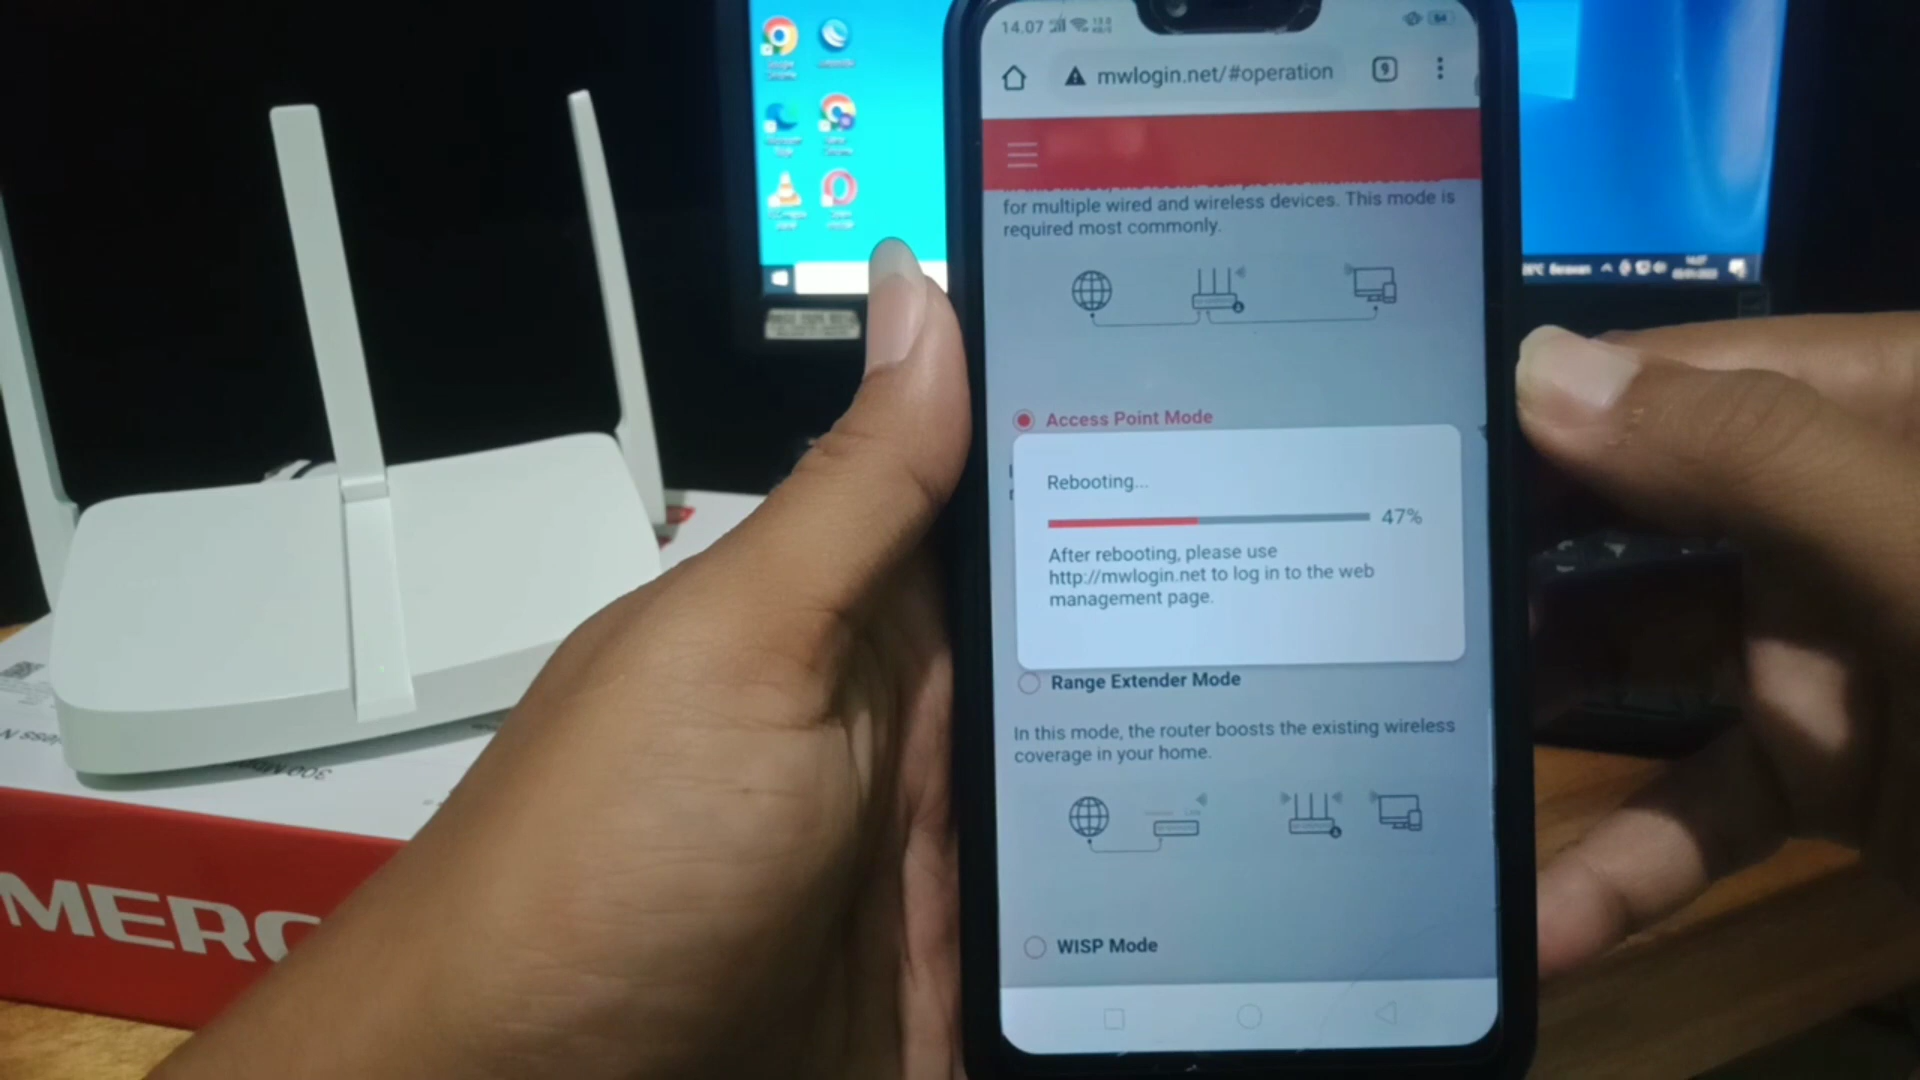 14.07
64
mwlogin.net/#operation
9
for multiple wired and wireless devices. This mode is
required most commonly.
Access Point Mode
Rebooting...
47%
After rebooting, please use
http://mwlogin.net to log in to the web
management page.
Range Extender Mode
In this mode, the router boosts the existing wireless
coverage in your home.
WISP Mode
MERC